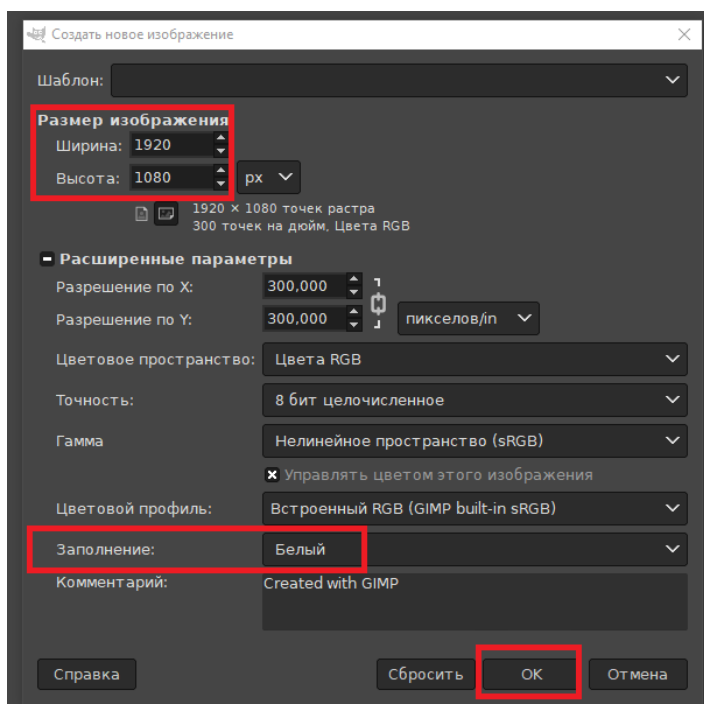 Создать новое изображение
Шаблон:
Размер изображения
Ширина: 1920
Высота: 1080 px
1920 × 1080 точек растра
300 точек на дюйм, Цвета RGB
Расширенные параметры
Разрешение по X: 300,000
Разрешение по Y: 300,000 пикселов/in
Цветовое пространство: Цвета RGB
Точность: 8 бит целочисленное
Гамма Нелинейное пространство (sRGB)
Управлять цветом этого изображения
Цветовой профиль: Встроенный RGB (GIMP built-in sRGB)
Заполнение: Белый
Комментарий: Created with GIMP
Справка Сбросить OK Отмена